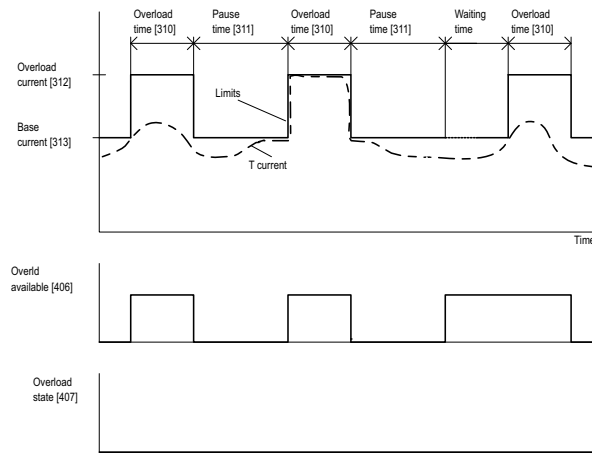 Overload
time [310]
Pause
time [311]
Overload
time [310]
Pause
time [311]
Waiting
time
Overload
time [310]
Overload
current [312]
Limits
Base
current [313]
T current
Time
Overld
available [406]
Overload
state [407]